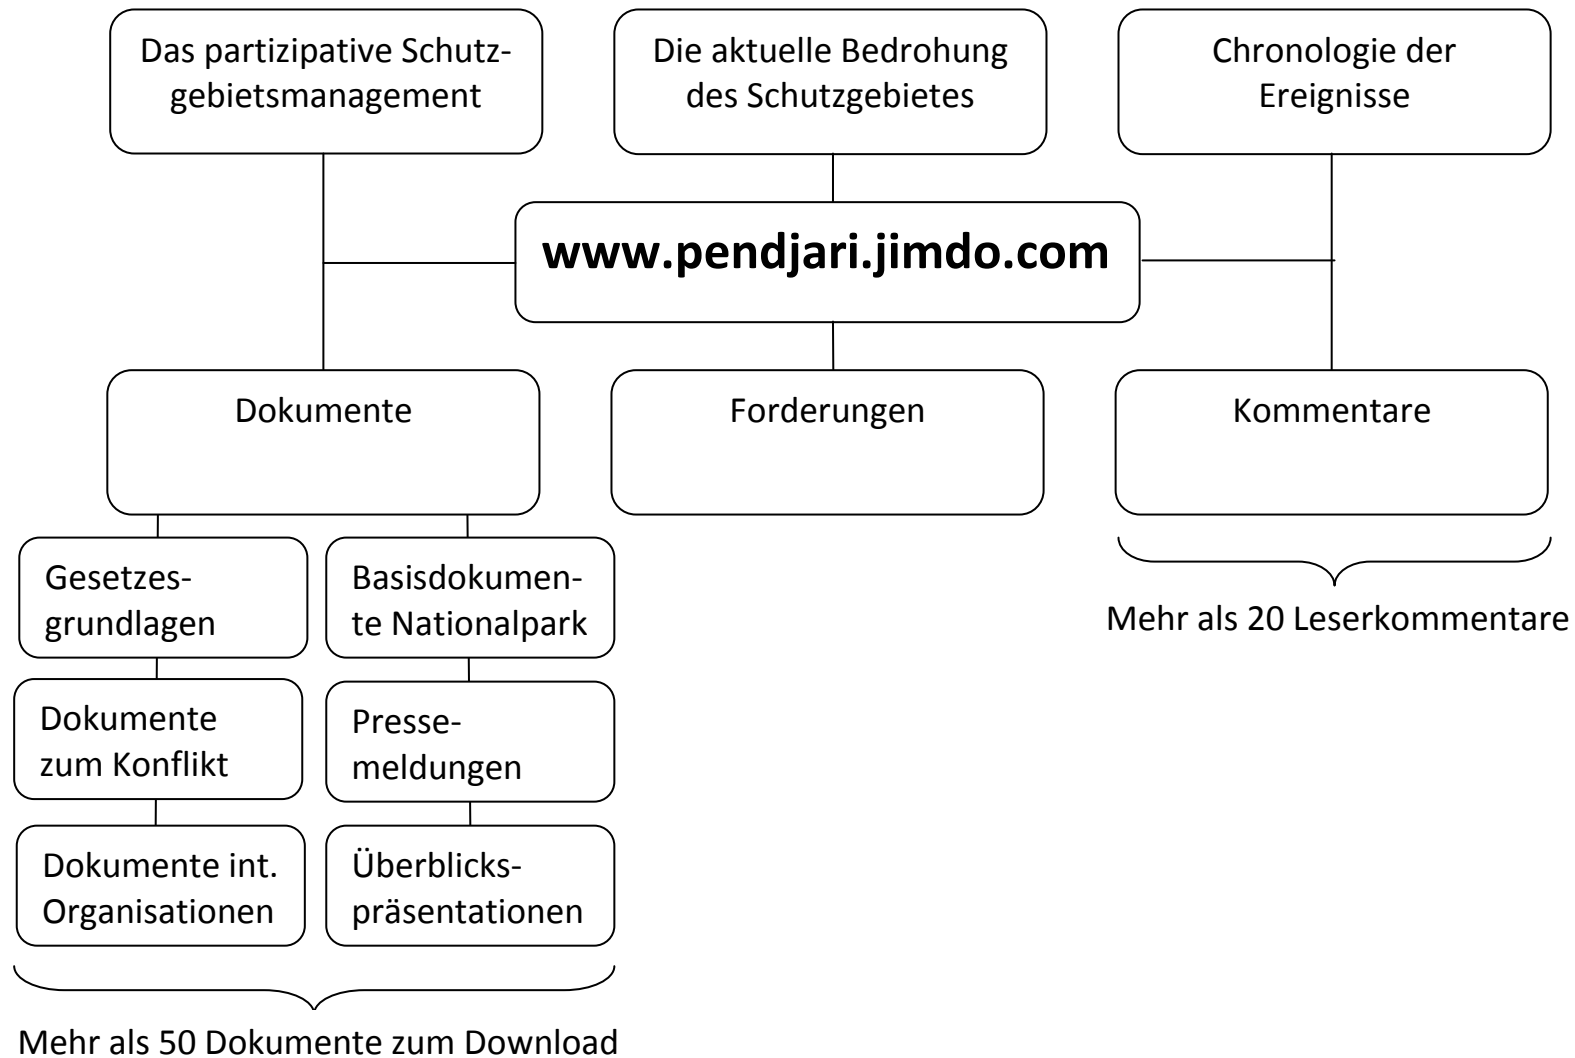 Das partizipative Schutz-
gebietsmanagement
Die aktuelle Bedrohung
des Schutzgebietes
Chronologie der
Ereignisse
www.pendjari.jimdo.com
Dokumente
Forderungen
Kommentare
Gesetzes-
grundlagen
Basisdokumen-
te Nationalpark
Dokumente
zum Konflikt
Presse-
meldungen
Dokumente int.
Organisationen
Überblicks-
präsentationen
Mehr als 50 Dokumente zum Download
Mehr als 20 Leserkommentare